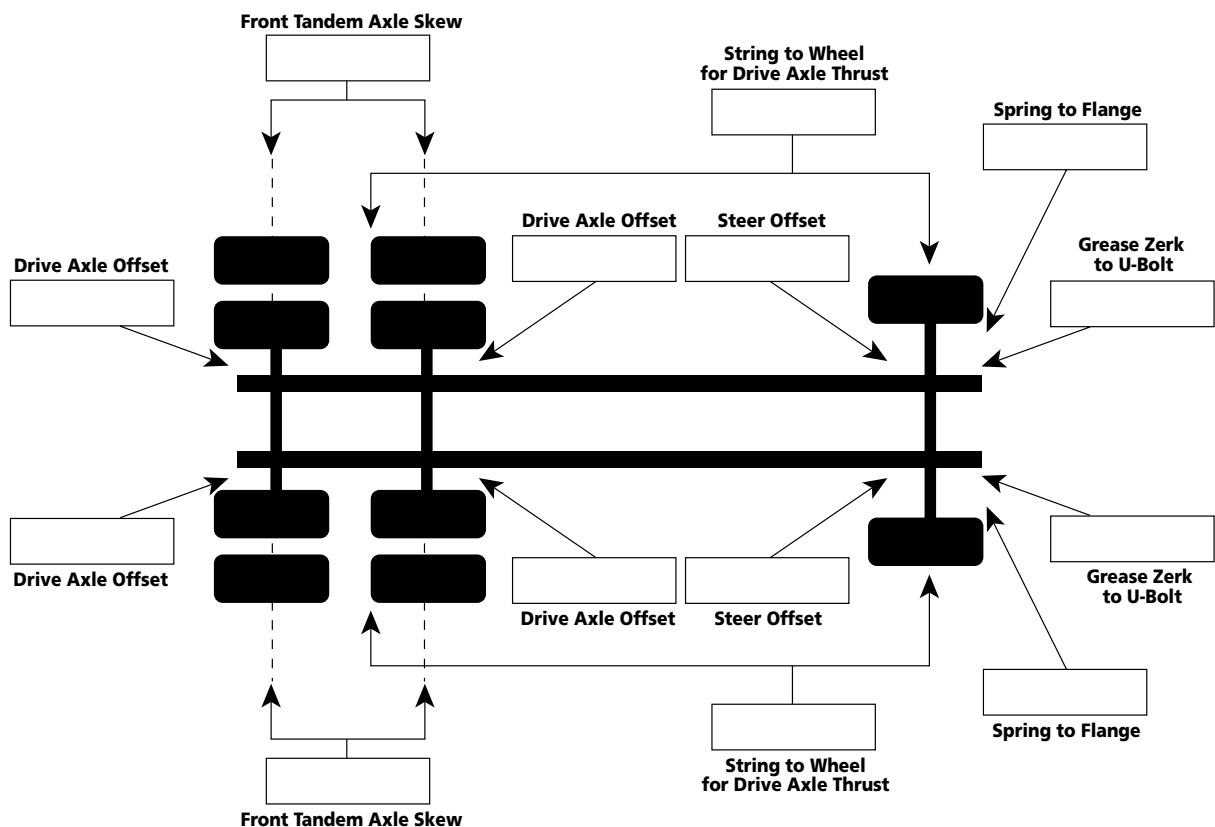 Front Tandem Axle Skew
String to Wheel
for Drive Axle Thrust
Spring to Flange
Drive Axle Offset
Steer Offset
Grease Zerk
to U-Bolt
Drive Axle Offset
Drive Axle Offset
Drive Axle Offset
Steer Offset
Grease Zerk
to U-Bolt
Spring to Flange
String to Wheel
for Drive Axle Thrust
Front Tandem Axle Skew